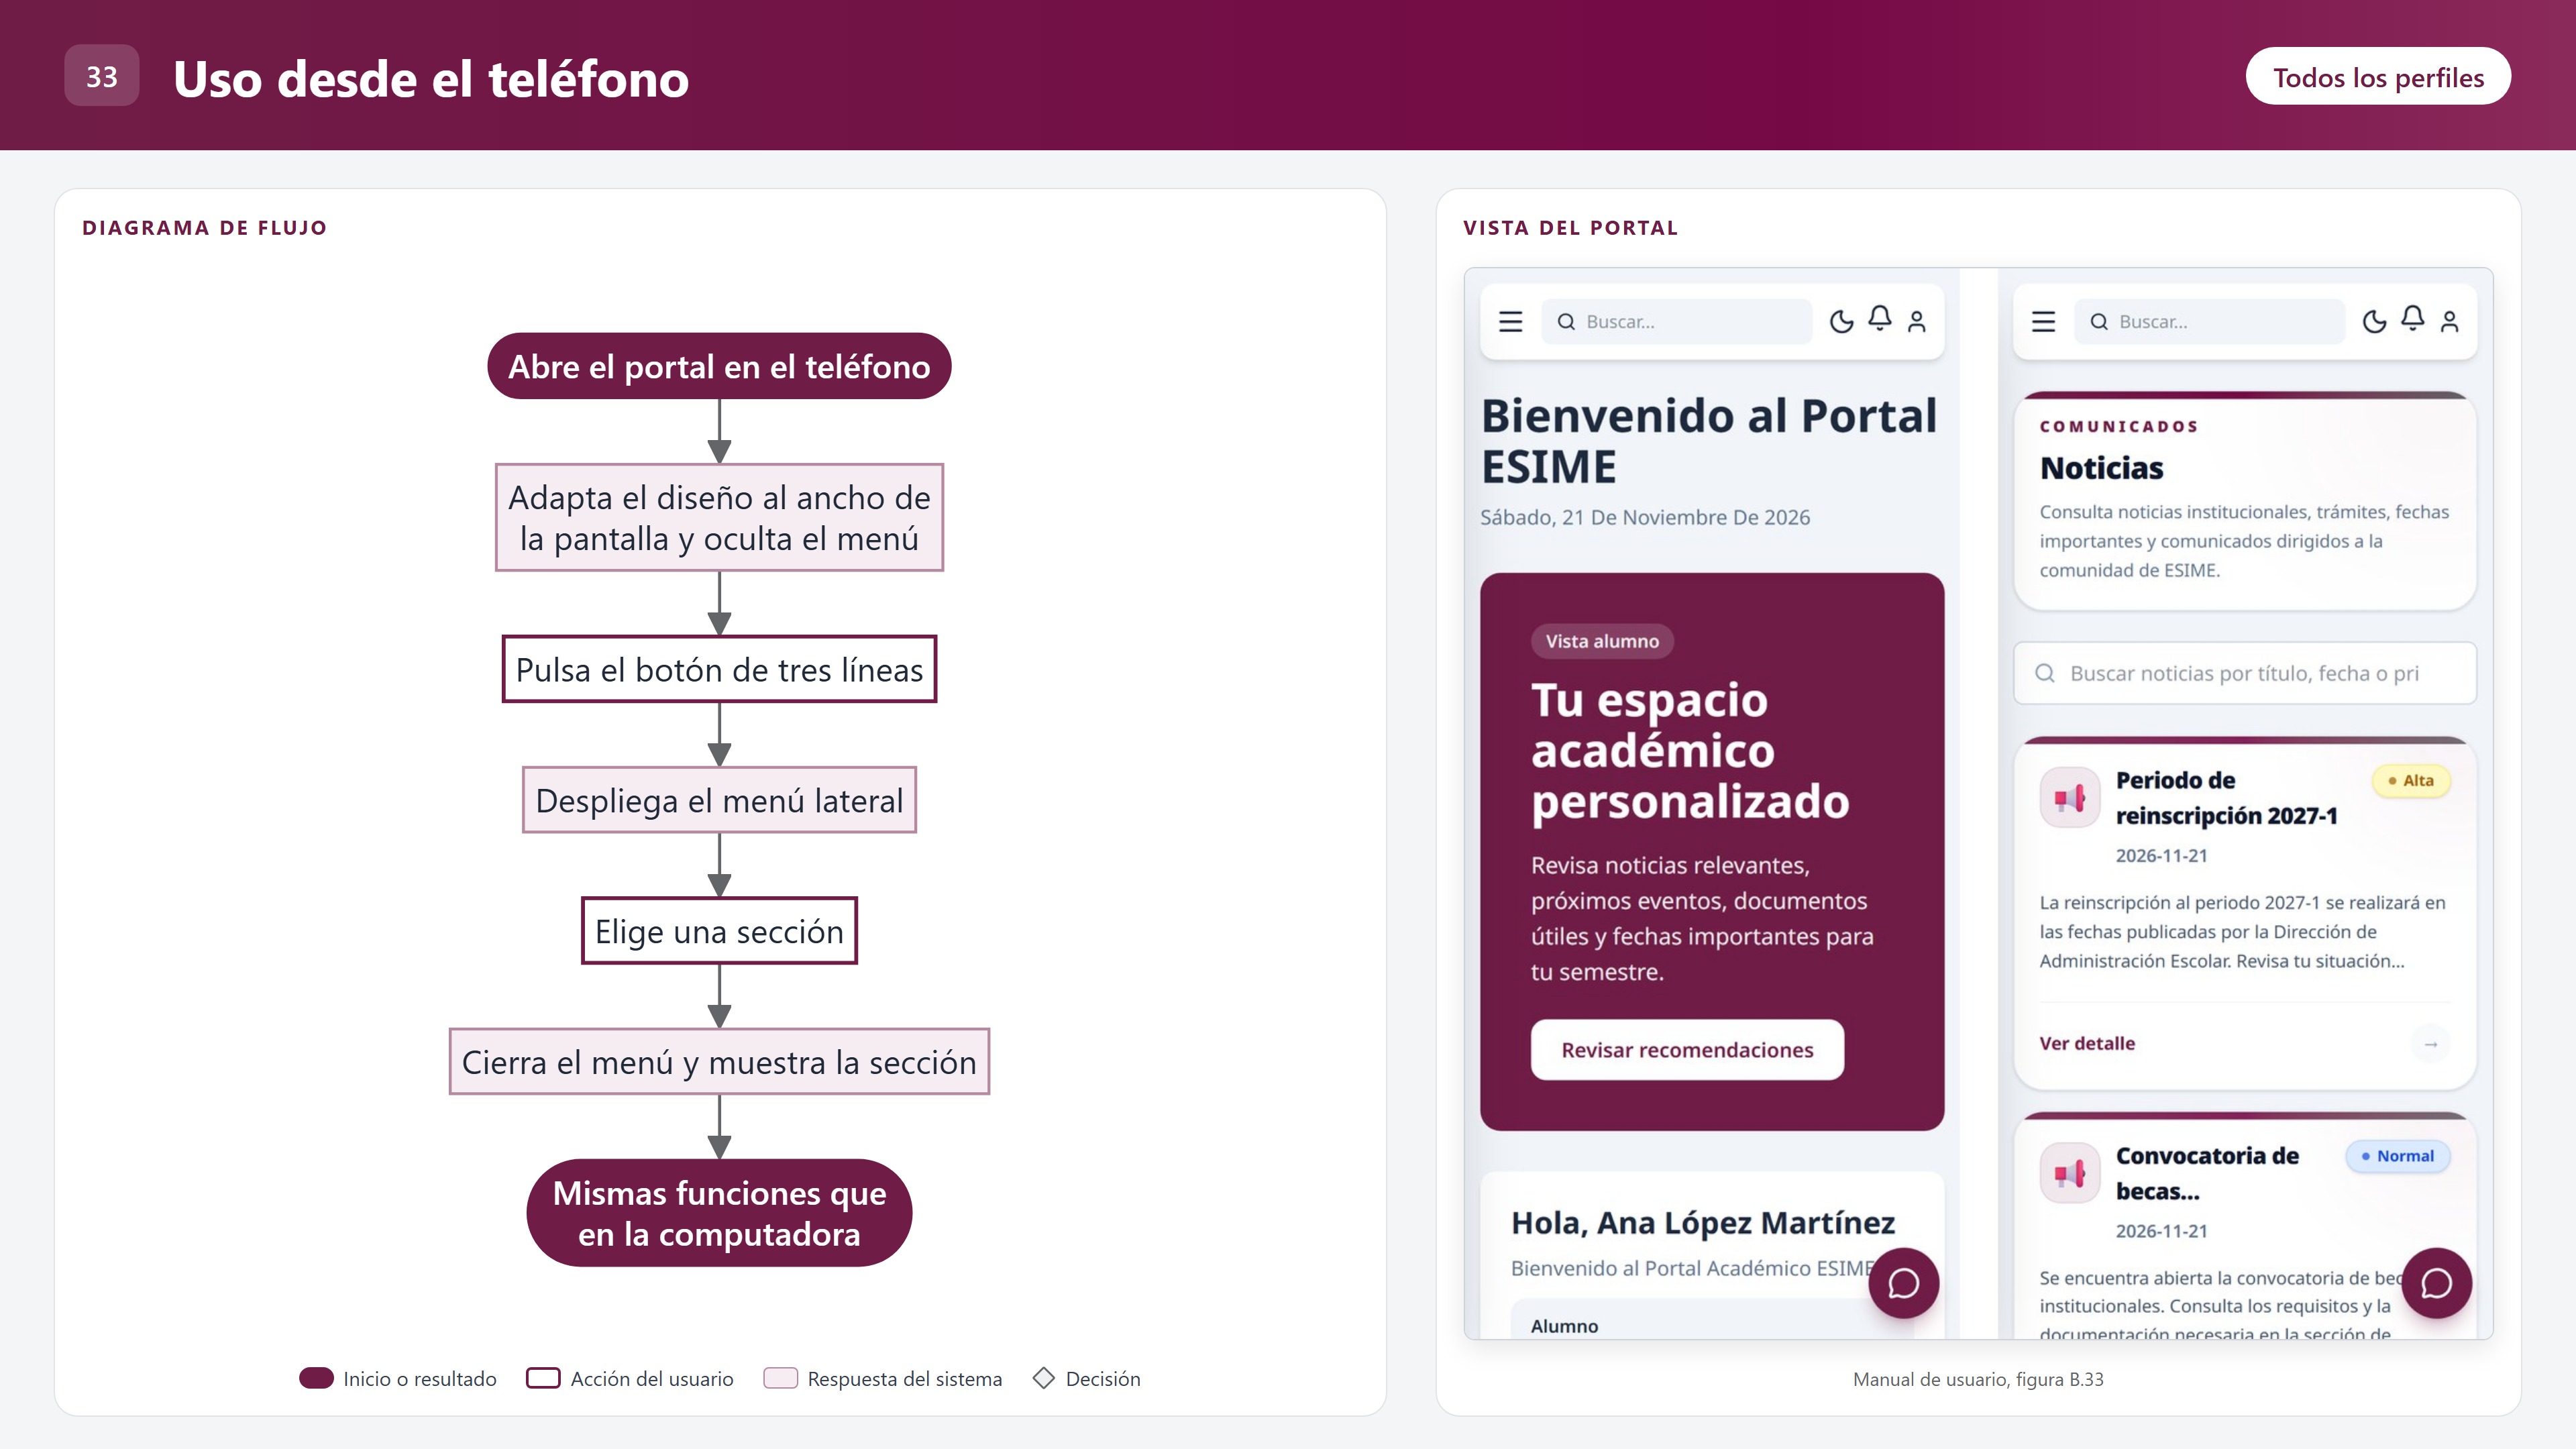 33
Uso desde el teléfono
Todos los perfiles
DIAGRAMA DE FLUJO
Abre el portal en el teléfono
Adapta el diseño al ancho de
la pantalla y oculta el menú
Pulsa el botón de tres líneas
Despliega el menú lateral
Elige una sección
Cierra el menú y muestra la sección
Mismas funciones que
en la computadora
Inicio o resultado
Acción del usuario
Respuesta del sistema
Decisión
VISTA DEL PORTAL
Buscar...
Bienvenido al Portal
ESIME
Sábado, 21 De Noviembre De 2026
Vista alumno
Tu espacio
académico
personalizado
Revisa noticias relevantes,
próximos eventos, documentos
útiles y fechas importantes para
tu semestre.
Revisar recomendaciones
Hola, Ana López Martínez
Bienvenido al Portal Académico ESIME
Alumno
Buscar...
COMUNICADOS
Noticias
Consulta noticias institucionales, trámites, fechas
importantes y comunicados dirigidos a la
comunidad de ESIME.
Buscar noticias por título, fecha o pri
Periodo de
reinscripción 2027-1
Alta
2026-11-21
La reinscripción al periodo 2027-1 se realizará en
las fechas publicadas por la Dirección de
Administración Escolar. Revisa tu situación...
Ver detalle
Convocatoria de
becas...
Normal
2026-11-21
Se encuentra abierta la convocatoria de bec
institucionales. Consulta los requisitos y la
documentación necesaria en la sección de
Manual de usuario, figura B.33